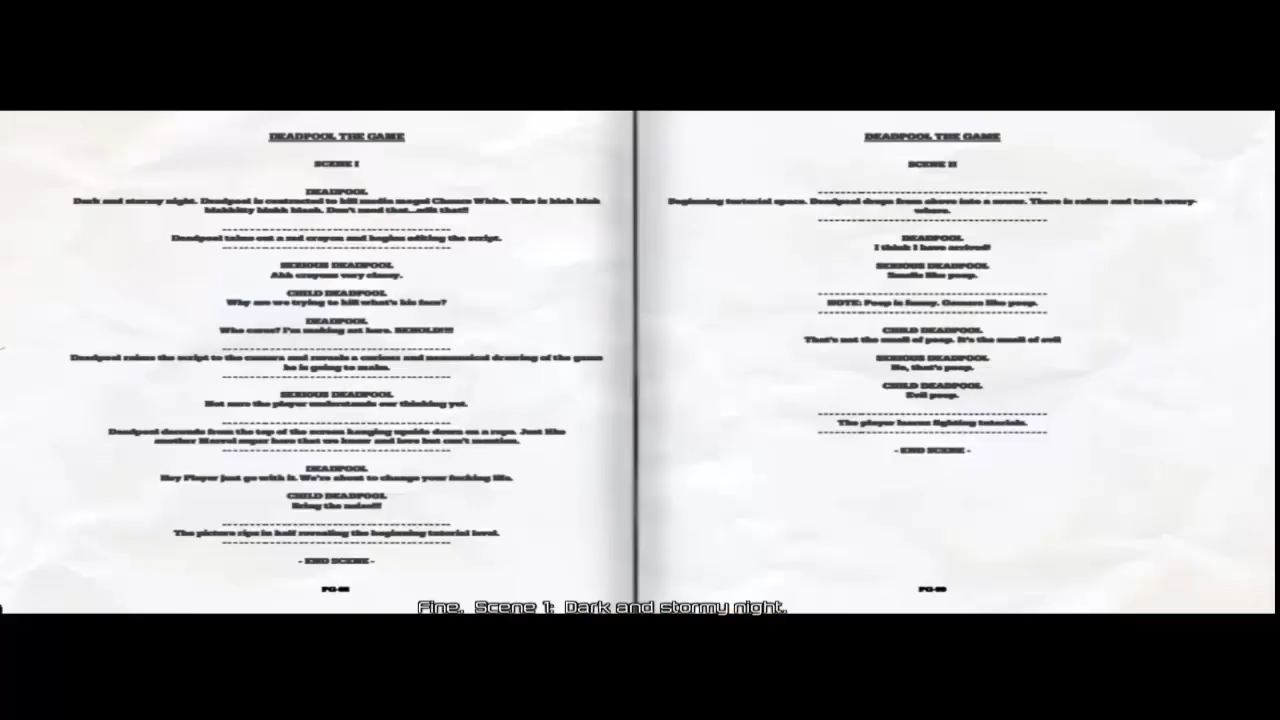 DEADPOOL THE GAME
SCENE I
DEADPOOL
Dark and stormy night. Deadpool is contracted to kill media mogul Chance White. Who is blah blah
blahbbity blahh blaah. Don't need that...edit that!!
Deadpool takes out a red crayon and begins editing the script.
SERIOUS DEADPOOL
Ahh crayons very classy.
CHILD DEADPOOL
Why are we trying to kill what's his face?
DEADPOOL
Who cares? I'm making art here. BEHOLD!!!!
Deadpool raises the script to the camera and reveals a curious and nonsensical drawing of the game
he is going to make.
SERIOUS DEADPOOL
Not sure the player understands our thinking yet.
Deadpool descends from the top of the screen hanging upside down on a rope. Just like
another Marvel super hero that we know and love but can't mention.
DEADPOOL
Hey Player just go with it. We're about to change your fucking life.
CHILD DEADPOOL
Bring the noise!!!
The picture rips in half revealing the beginning tutorial level.
- END SCENE -
DEADPOOL THE GAME
SCENE II
Beginning tutorial space. Deadpool drops from above into a sewer. There is ruben and trash every-
where.
DEADPOOL
I think I have arrived!
SERIOUS DEADPOOL
Smells like poop.
NOTE: Poop is funny. Gamers like poop.
CHILD DEADPOOL
That's not the smell of poop. It's the smell of evil
SERIOUS DEADPOOL
No, that's poop.
CHILD DEADPOOL
Evil poop.
The player learns fighting tutorials.
- END SCENE -
Fine. Scene 1: Dark and stormy night.